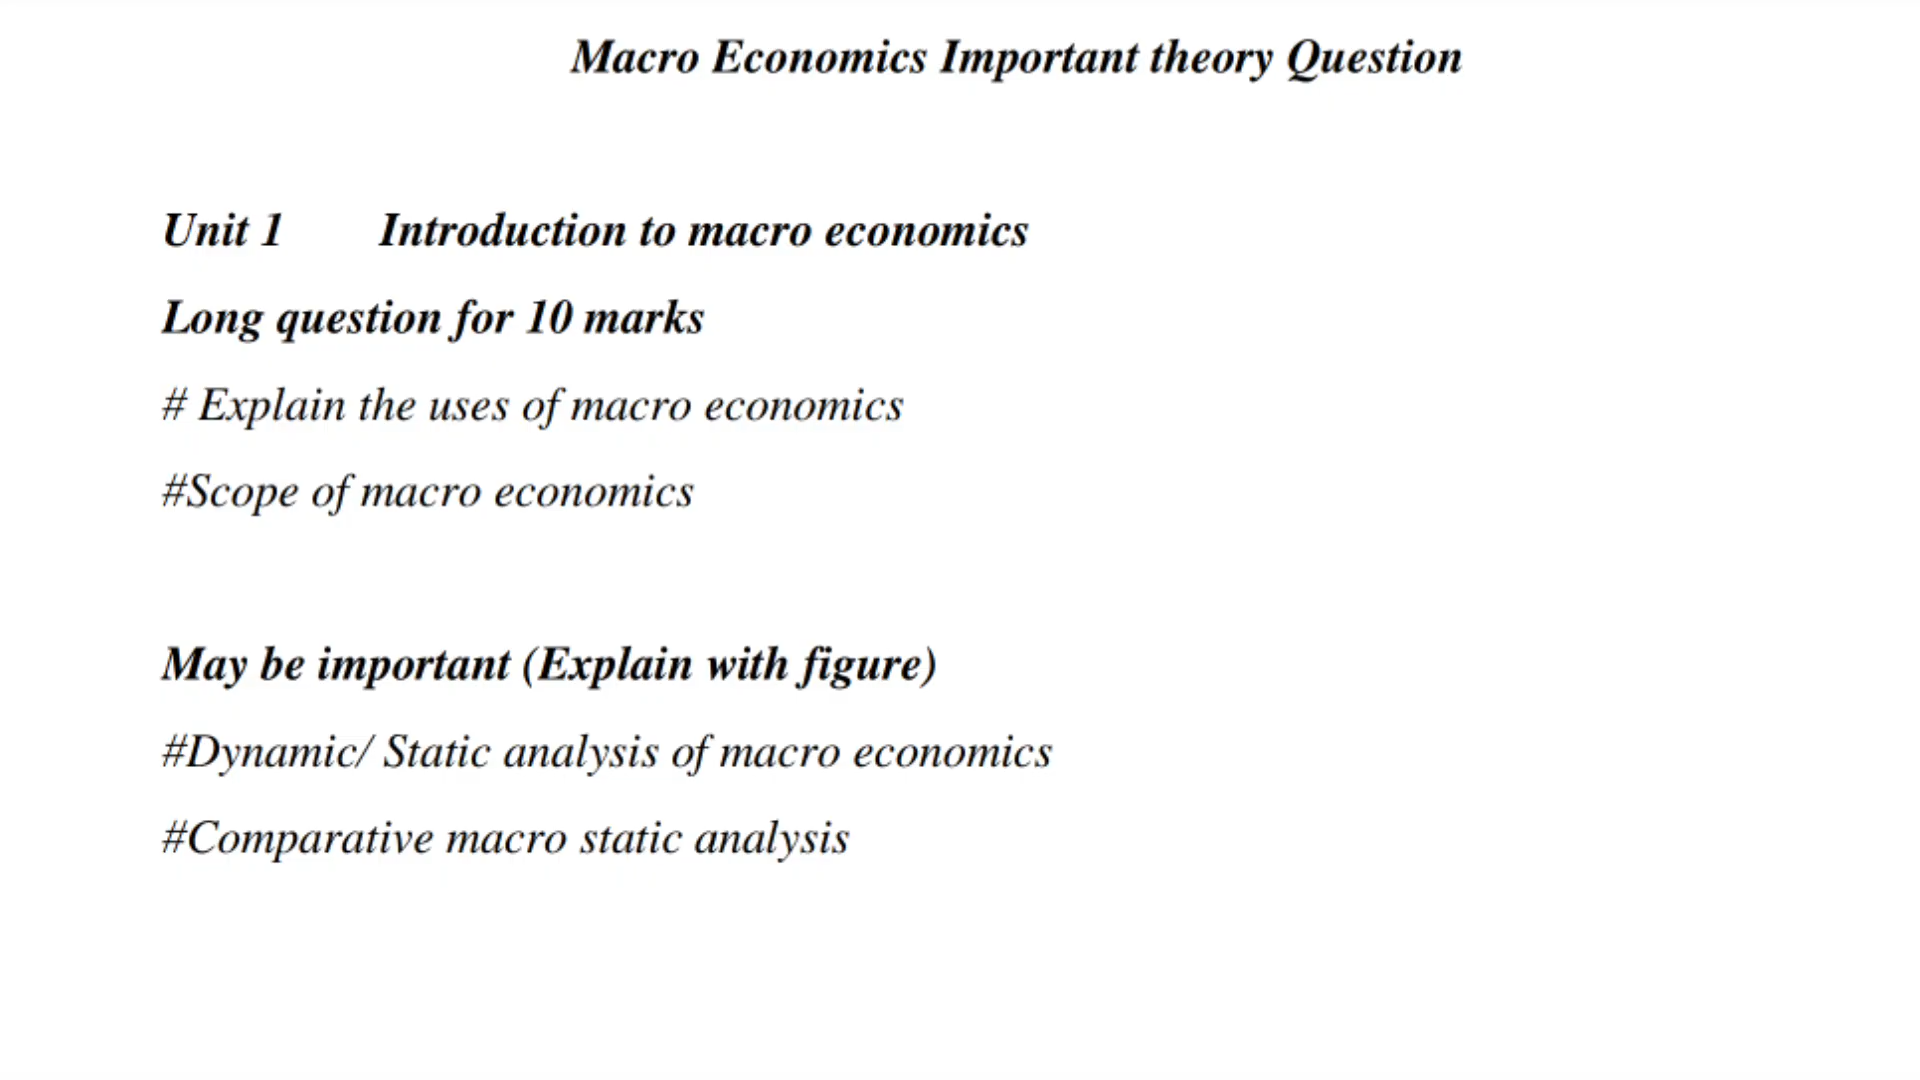 Macro Economics Important theory Question
Unit 1 Introduction to macro economics
Long question for 10 marks
# Explain the uses of macro economics
#Scope of macro economics
May be important (Explain with figure)
#Dynamic/ Static analysis of macro economics
#Comparative macro static analysis